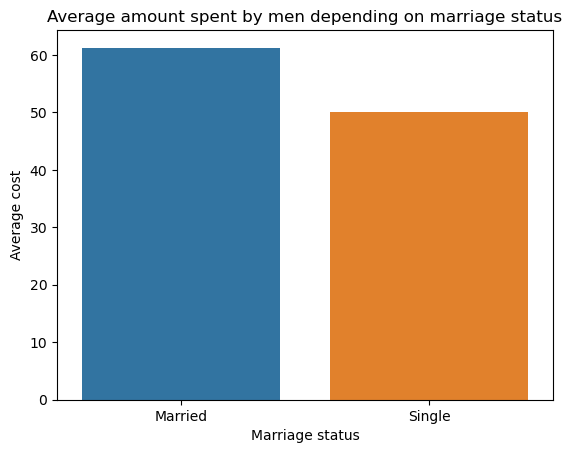 Average amount spent by men depending on marriage status
60
50
40
30
20
10
0
Average cost
Married
Single
Marriage status